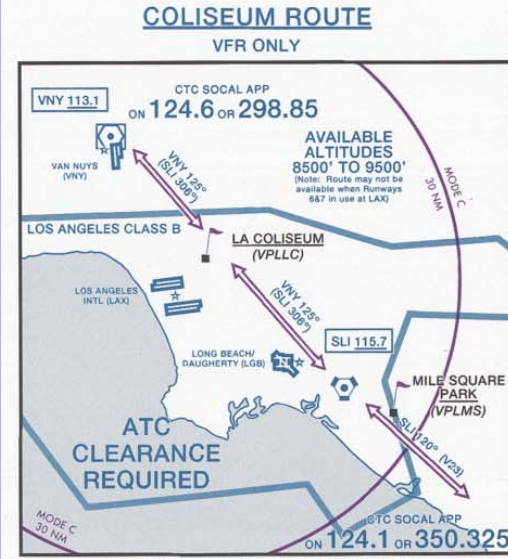 COLISEUM ROUTE
VFR ONLY
VNY 113.1
CTC SOCAL APP
ON 124.6 OR 298.85
VAN NUYS
(VNY)
VNY 125°
(SLI 306°)
AVAILABLE
ALTITUDES
8500' TO 9500'
(Note: Route may not be
available when Runways
6&7 in use at LAX)
MODE C
30 NM
LOS ANGELES CLASS B
LA COLISEUM
(VPLLC)
LOS ANGELES
INTL (LAX)
VNY 125°
(SLI 306°)
SLI 115.7
LONG BEACH/
DAUGHERTY (LGB)
N
MILE SQUARE
PARK
(VPLMS)
SLI 120° (V23)
ATC
CLEARANCE
REQUIRED
MODE C
30 NM
CTC SOCAL APP
ON 124.1 OR 350.325